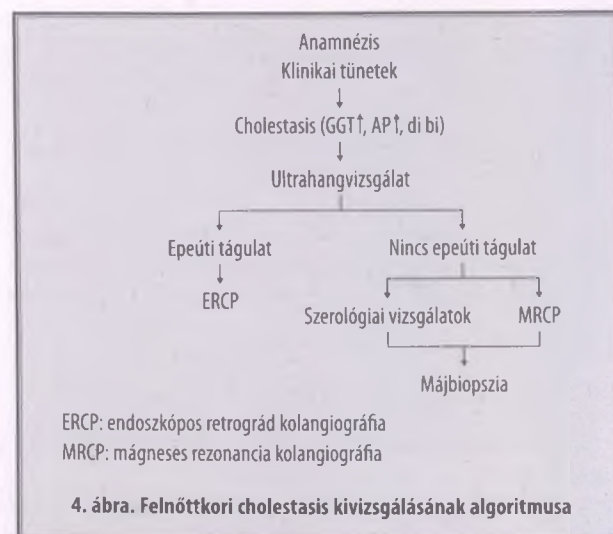 Anamnézis
Klinikai tünetek
Cholestasis (GGT↑, AP↑, di bi)
Ultrahangvizsgálat
Epeúti tágulat
Nincs epeúti tágulat
ERCP
Szerológiai vizsgálatok
MRCP
Májbiopszia
ERCP: endoszkópos retrográd kolangiográfia
MRCP: mágneses rezonancia kolangiográfia
4. ábra. Felnőttkori cholestasis kivizsgálásának algoritmusa